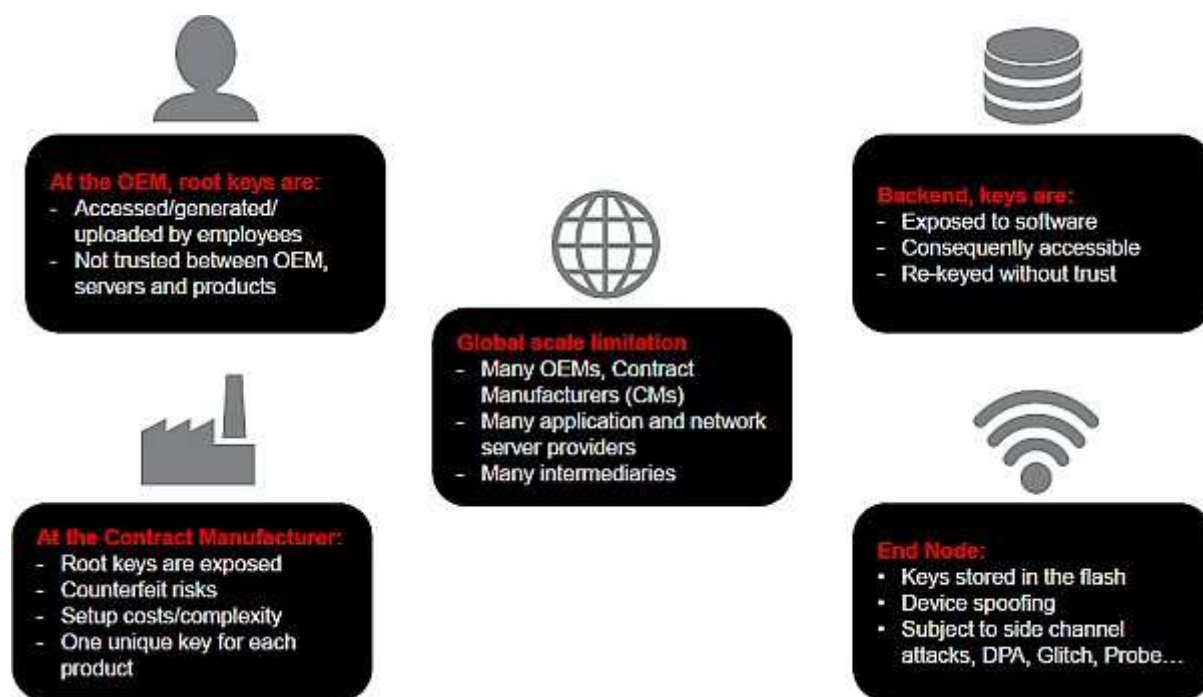 At the OEM, root keys are:
- Accessed/generated/
uploaded by employees
- Not trusted between OEM,
servers and products
Backend, keys are:
- Exposed to software
- Consequently accessible
- Re-keyed without trust
Global scale limitation
- Many OEMs, Contract
Manufacturers (CMs)
- Many application and network
server providers
- Many intermediaries
At the Contract Manufacturer:
- Root keys are exposed
- Counterfeit risks
- Setup costs/complexity
- One unique key for each
product
End Node:
• Keys stored in the flash
• Device spoofing
• Subject to side channel
attacks, DPA, Glitch, Probe…